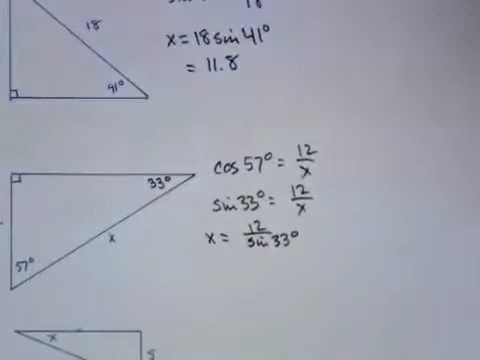 18
41°
x = 18 sin 41°
= 11.8
33°
57°
x
cos 57° = 12/x
sin 33° = 12/x
x = 12/sin 33°
x
5